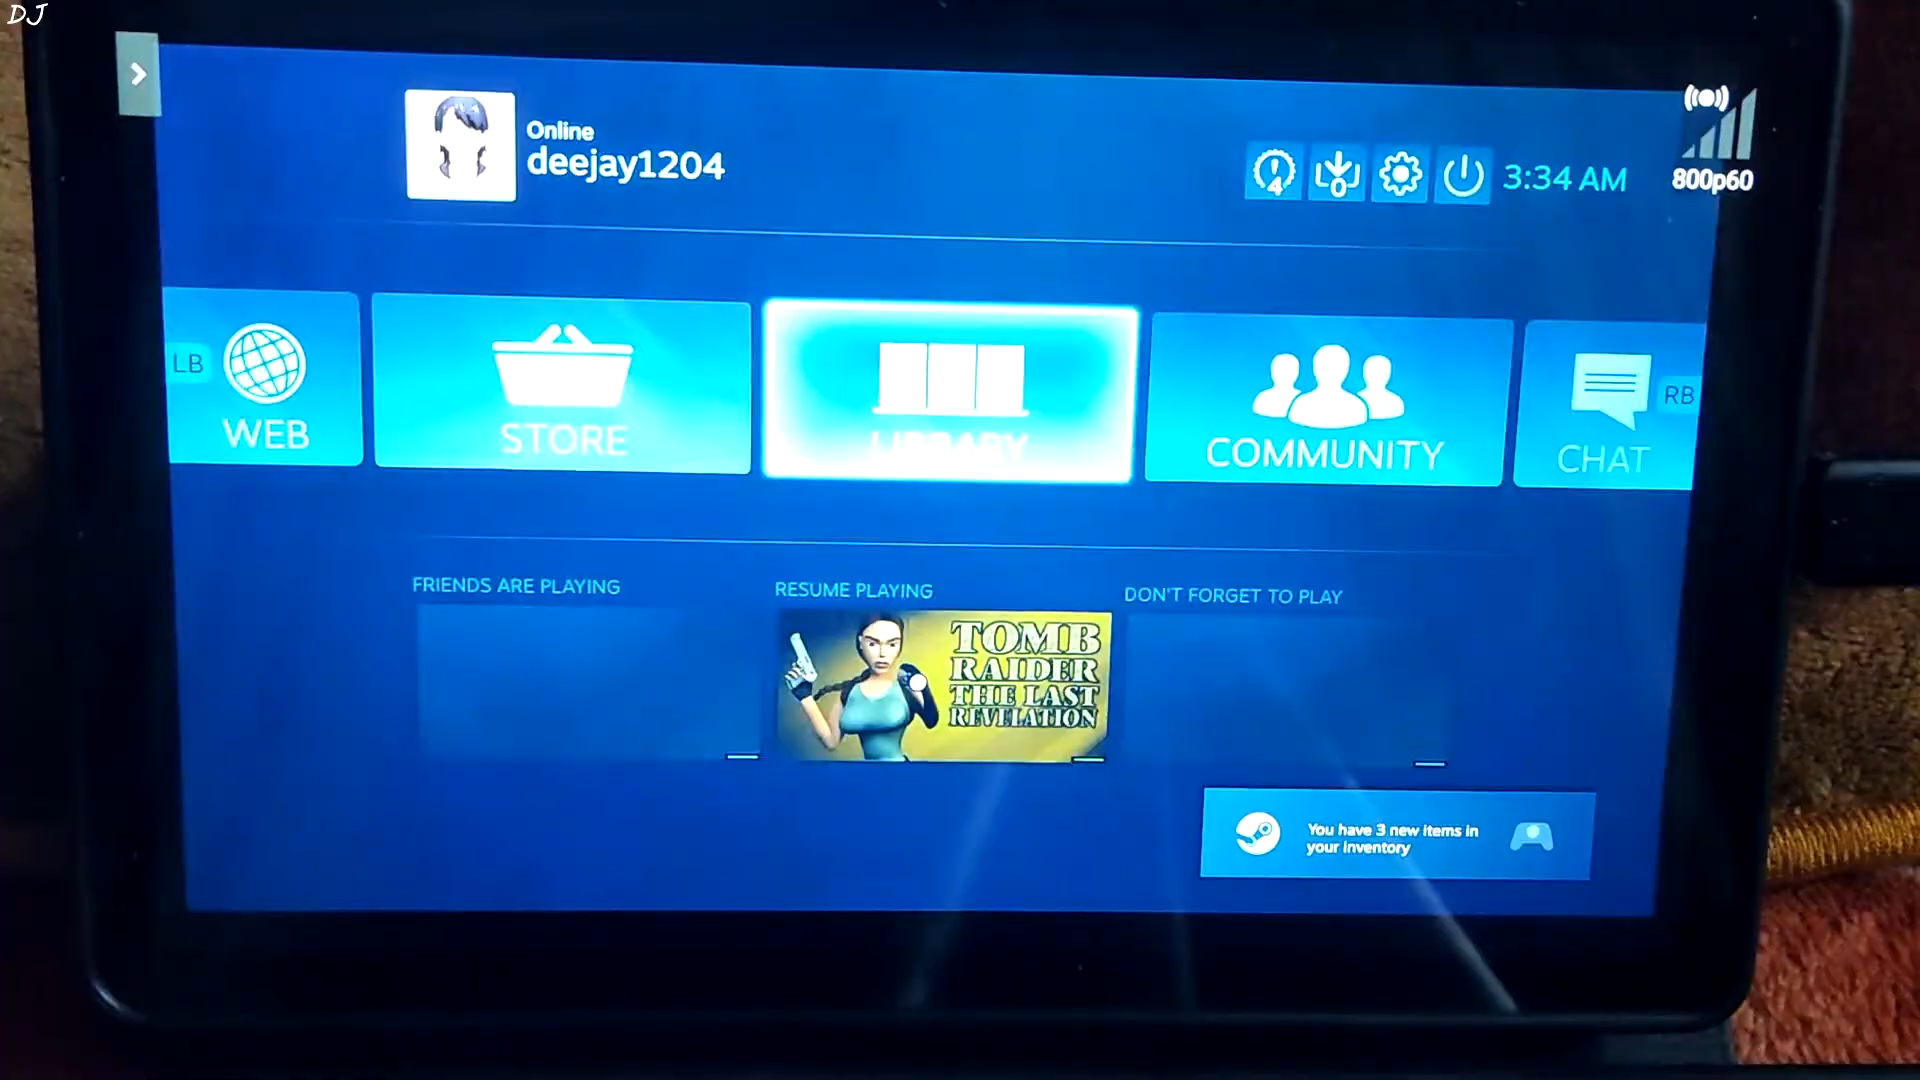 DJ
Online
deejay1204
4
0
3:34 AM
800p60
LB
WEB
STORE
LIBRARY
COMMUNITY
CHAT
RB
FRIENDS ARE PLAYING
RESUME PLAYING
DON'T FORGET TO PLAY
TOMB
RAIDER
THE LAST
REVELATION
You have 3 new items in
your inventory